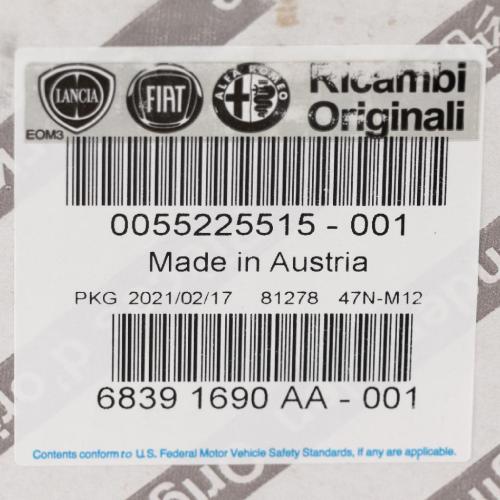 LANCIA FIAT ALFA ROMEO Ricambi
Originali
EOM3
0055225515 - 001
Made in Austria
PKG 2021/02/17 81278 47N-M12
6839 1690 AA - 001
Contents conform to U.S. Federal Motor Vehicle Safety Standards, if any are applicable.